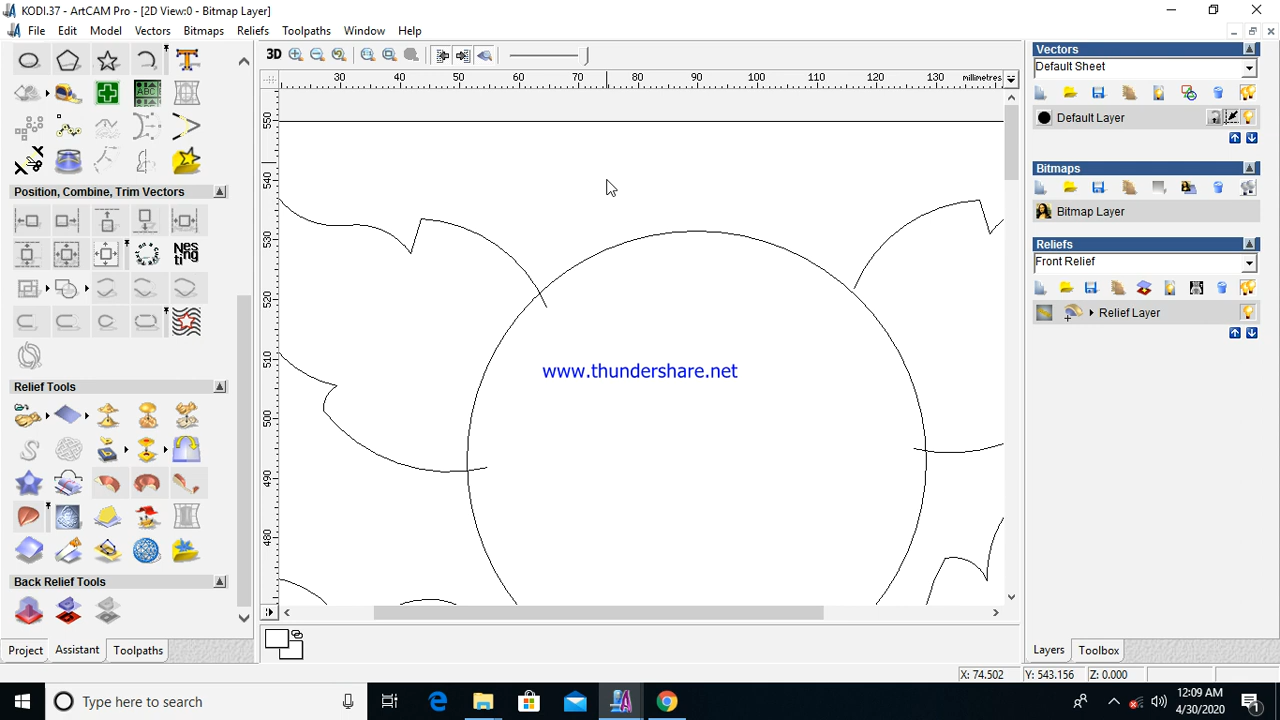 KODI.37 - ArtCAM Pro - [2D View:0 - Bitmap Layer]
File Edit Model Vectors Bitmaps Reliefs Toolpaths Window Help
3D
30 40 50 60 70 80 90 100 110 120 130 millimetres
550
540
530
520
510
500
490
480
ABC
Position, Combine, Trim Vectors
Nes
ting
Relief Tools
Back Relief Tools
Project Assistant Toolpaths
www.thundershare.net
Vectors
Default Sheet
Default Layer
Bitmaps
Bitmap Layer
Reliefs
Front Relief
Relief Layer
Layers Toolbox
X: 74.502 Y: 543.156 Z: 0.000
Type here to search
12:09 AM
4/30/2020
1